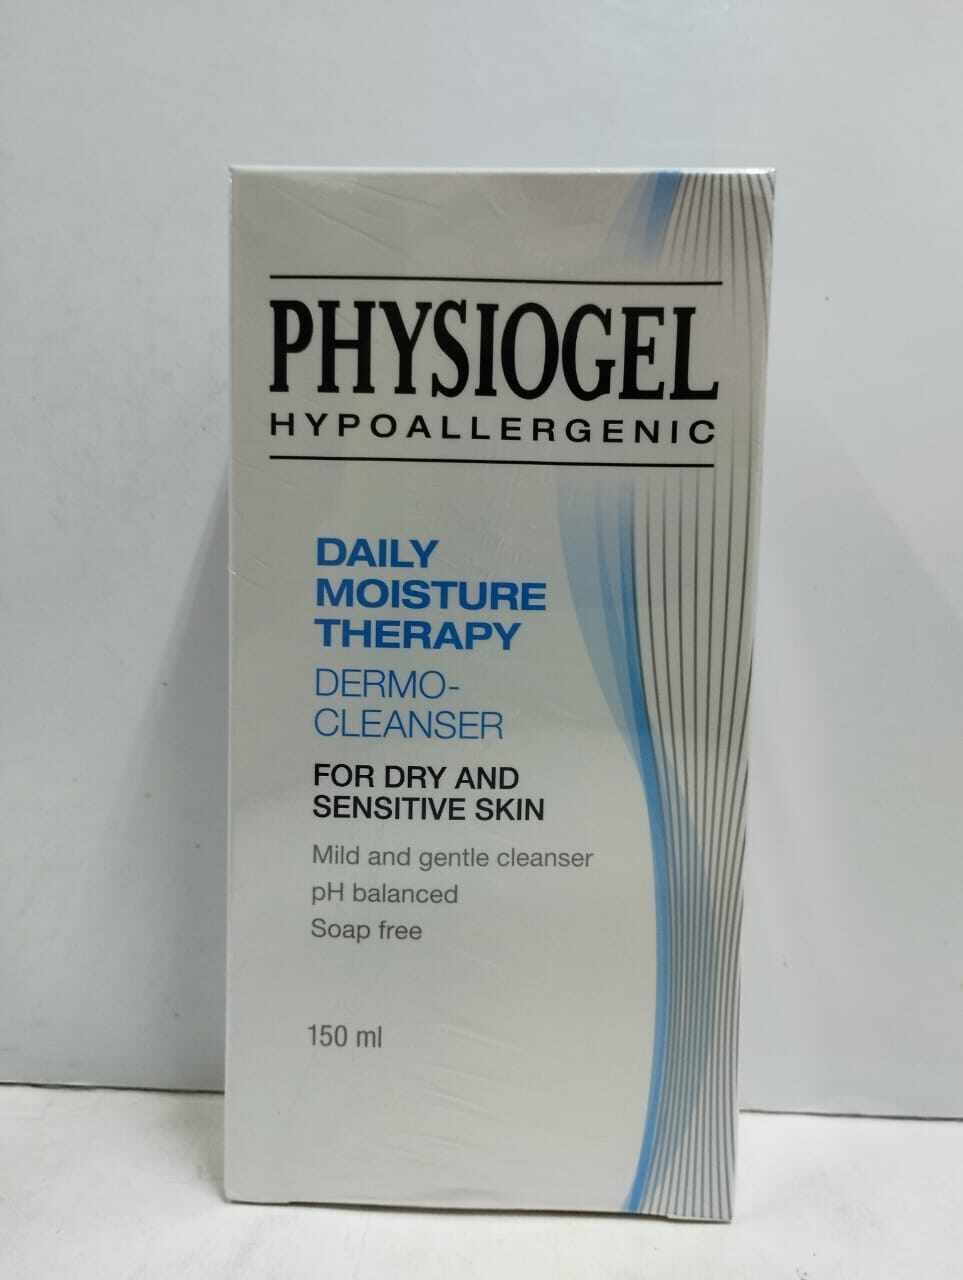 PHYSIOGEL
HYPOALLERGENIC
DAILY
MOISTURE
THERAPY
DERMO-
CLEANSER
FOR DRY AND
SENSITIVE SKIN
Mild and gentle cleanser
pH balanced
Soap free
150 ml